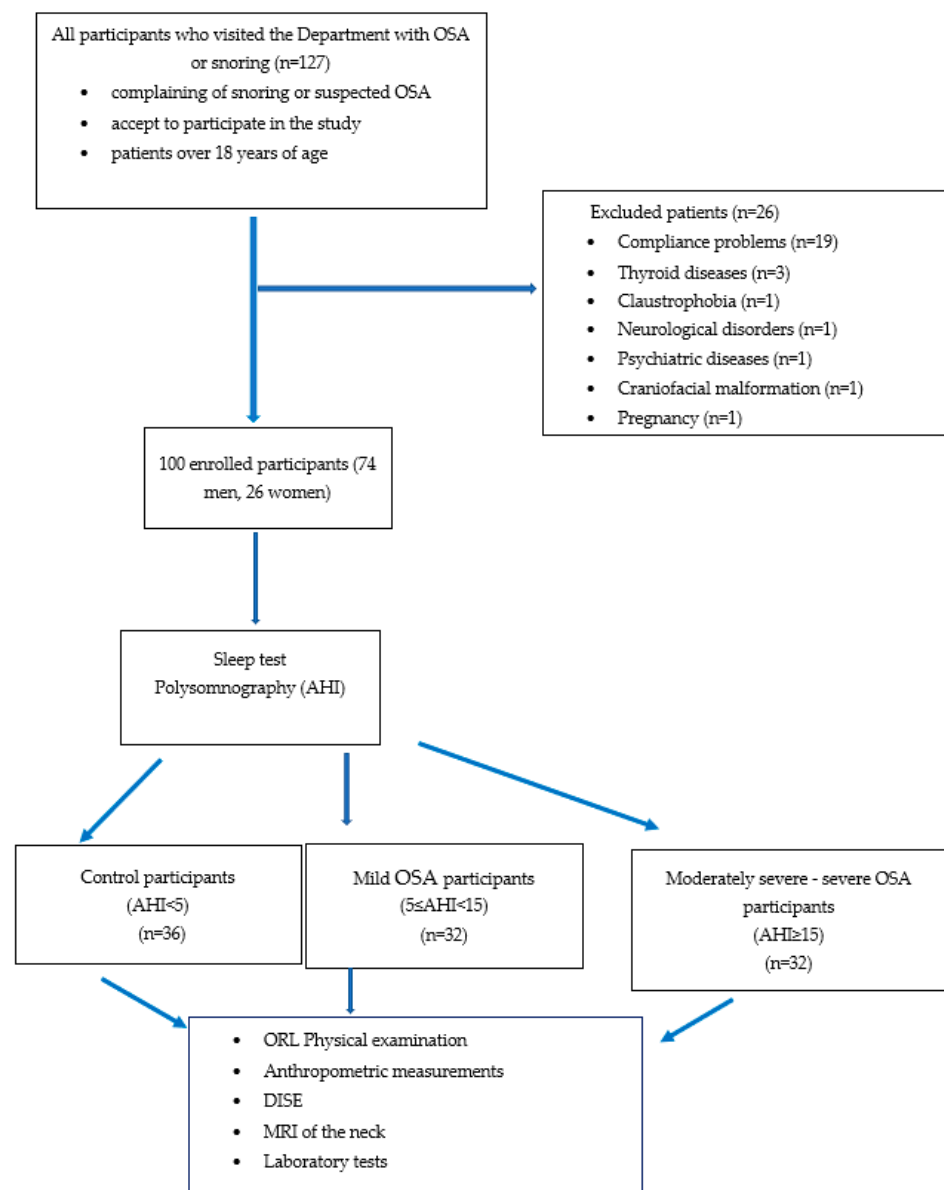 All participants who visited the Department with OSA
or snoring (n=127)
• complaining of snoring or suspected OSA
• accept to participate in the study
• patients over 18 years of age
Excluded patients (n=26)
• Compliance problems (n=19)
• Thyroid diseases (n=3)
• Claustrophobia (n=1)
• Neurological disorders (n=1)
• Psychiatric diseases (n=1)
• Craniofacial malformation (n=1)
• Pregnancy (n=1)
100 enrolled participants (74
men, 26 women)
Sleep test
Polysomnography (AHI)
Control participants
(AHI<5)
(n=36)
Mild OSA participants
(5≤AHI<15)
(n=32)
Moderately severe - severe OSA
participants
(AHI≥15)
(n=32)
• ORL Physical examination
• Anthropometric measurements
• DISE
• MRI of the neck
• Laboratory tests